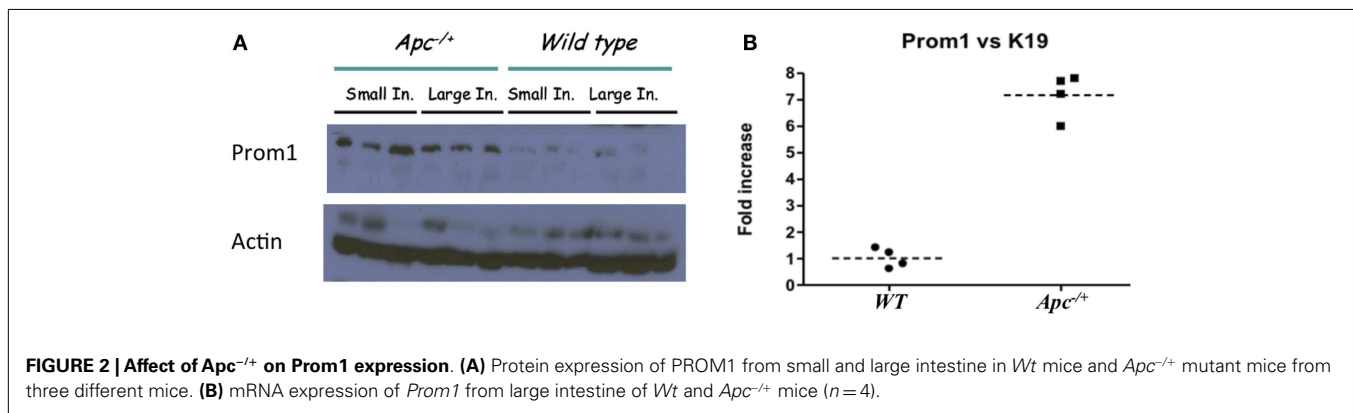 A
Apc⁻/⁺ Wild type
Small In. Large In. Small In. Large In.
Prom1
Actin
B
Prom1 vs K19
Fold increase
8
7
6
5
4
3
2
1
0
WT Apc⁻/⁺
FIGURE 2 | Affect of Apc⁻/⁺ on Prom1 expression. (A) Protein expression of PROM1 from small and large intestine in Wt mice and Apc⁻/⁺ mutant mice from
three different mice. (B) mRNA expression of Prom1 from large intestine of Wt and Apc⁻/⁺ mice (n = 4).